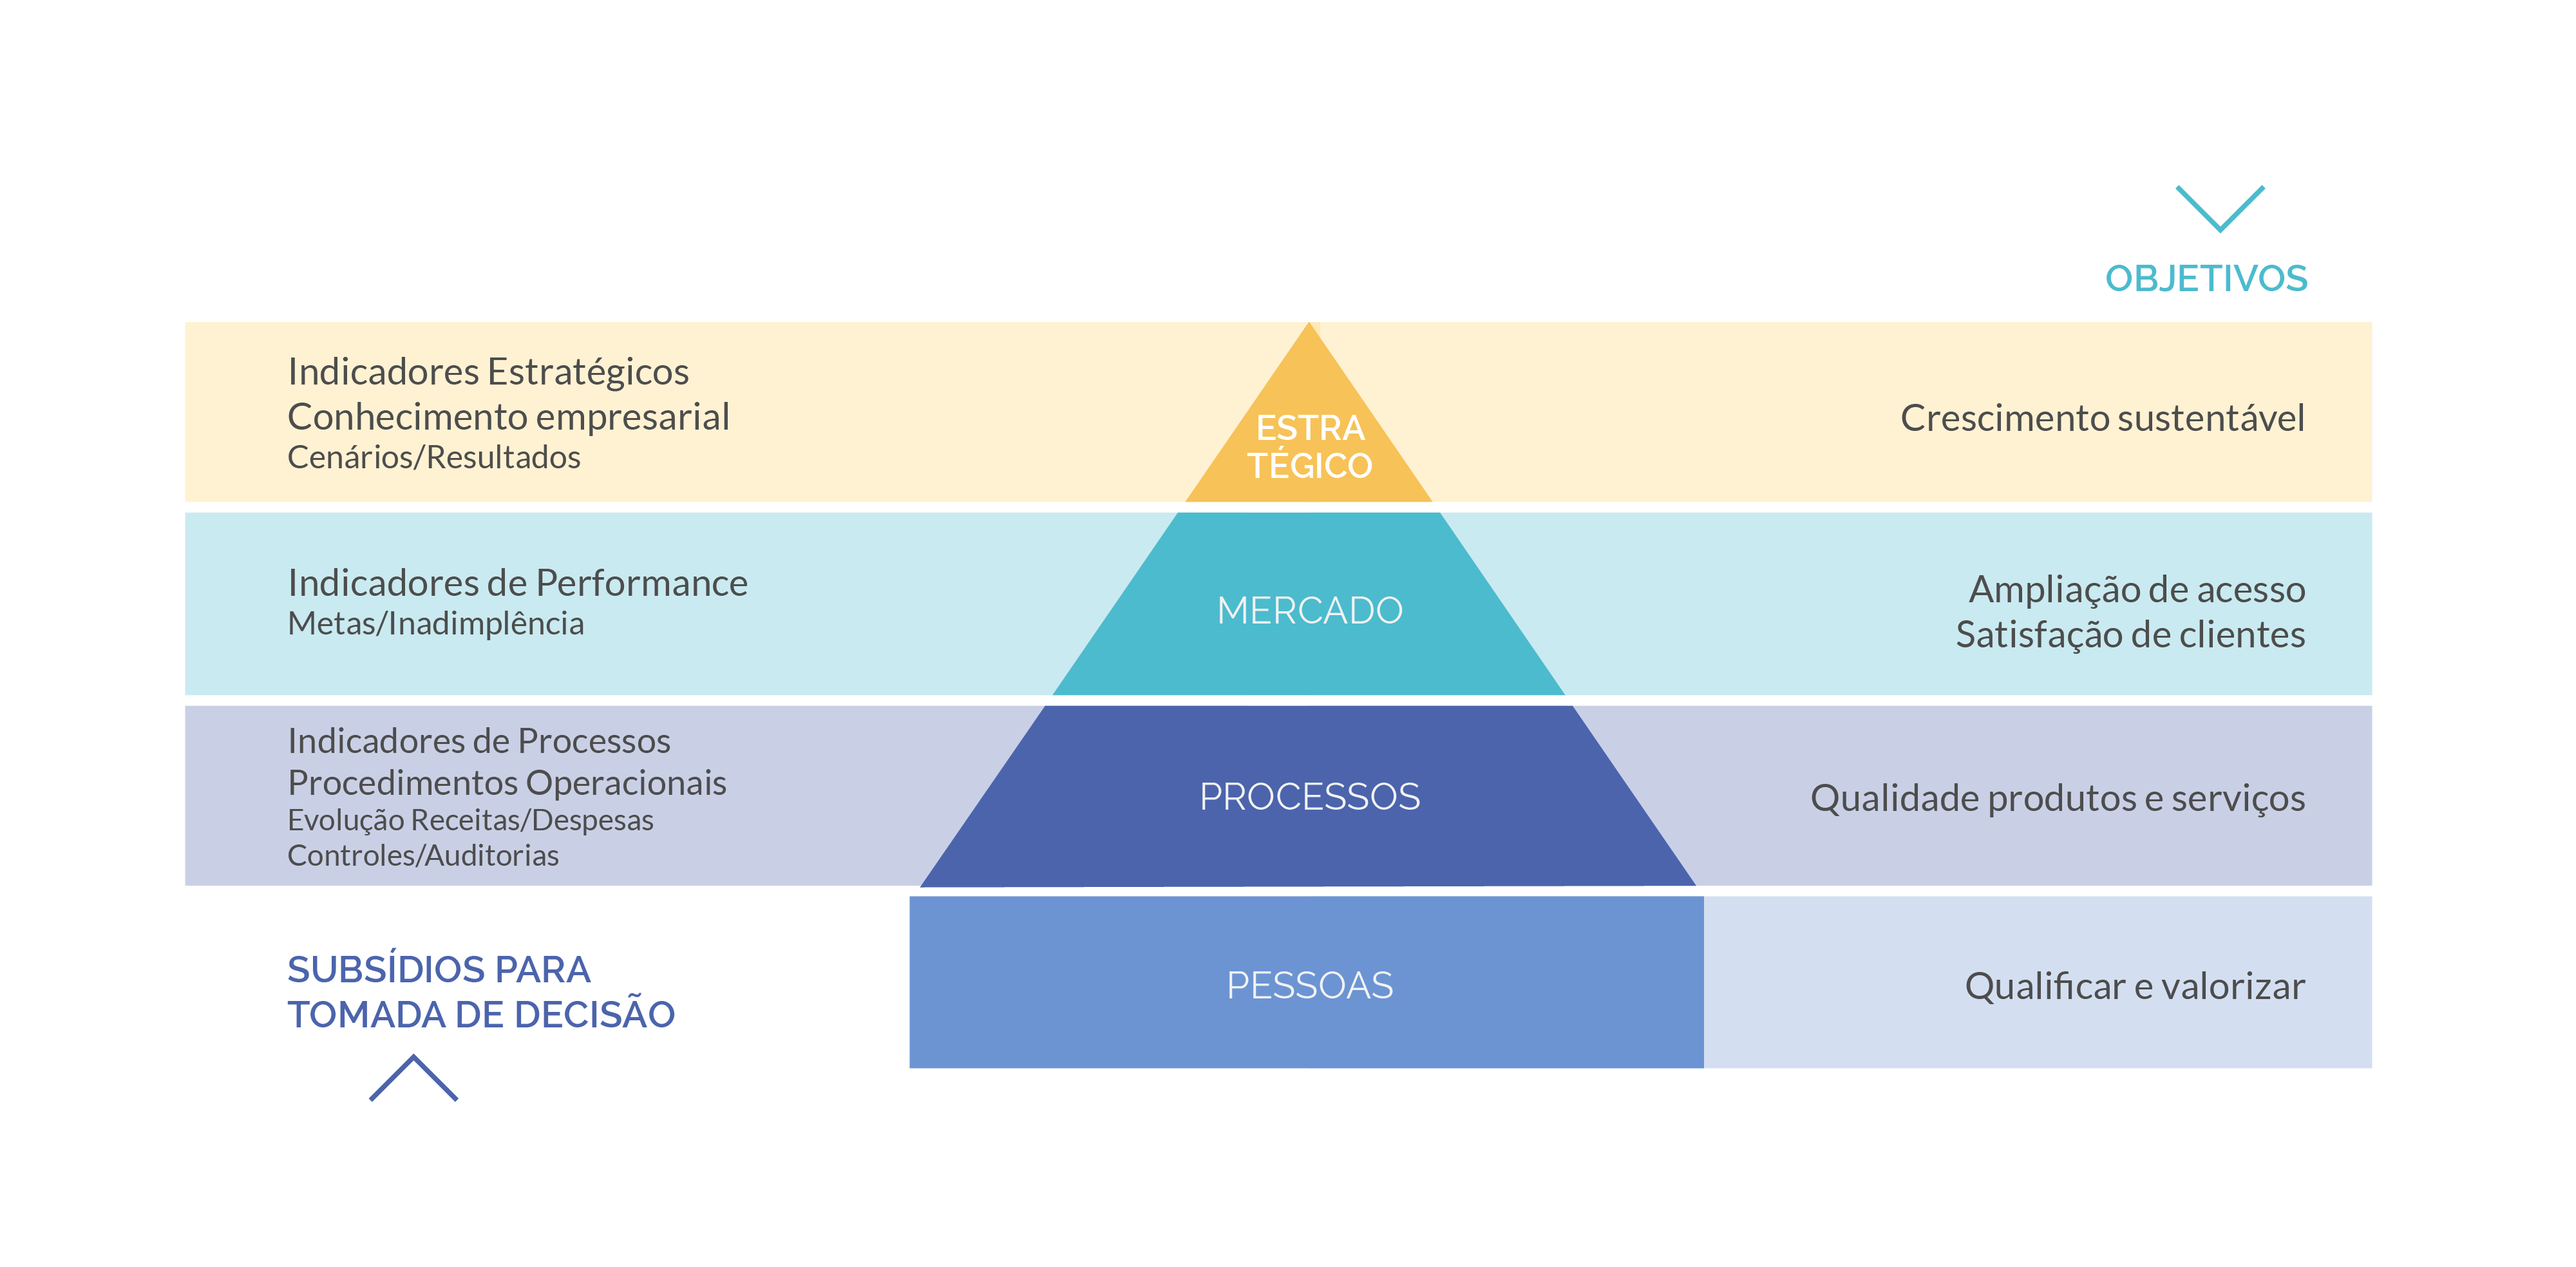 OBJETIVOS
Indicadores Estratégicos
Conhecimento empresarial
Cenários/Resultados
ESTRA
TÉGICO
Crescimento sustentável
Indicadores de Performance
Metas/Inadimplência
MERCADO
Ampliação de acesso
Satisfação de clientes
Indicadores de Processos
Procedimentos Operacionais
Evolução Receitas/Despesas
Controles/Auditorias
PROCESSOS
Qualidade produtos e serviços
SUBSÍDIOS PARA
TOMADA DE DECISÃO
PESSOAS
Qualificar e valorizar